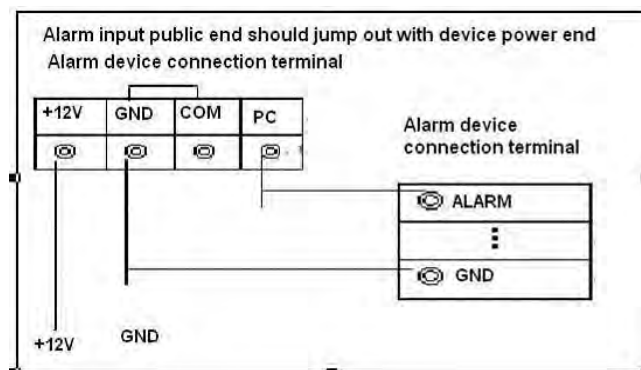 Alarm input public end should jump out with device power end
Alarm device connection terminal
+12V GND COM PC
Alarm device
connection terminal
ALARM
GND
+12V GND